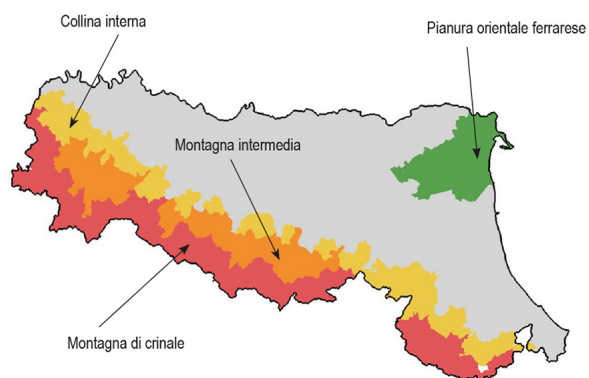 Collina interna
Pianura orientale ferrarese
Montagna intermedia
Montagna di crinale